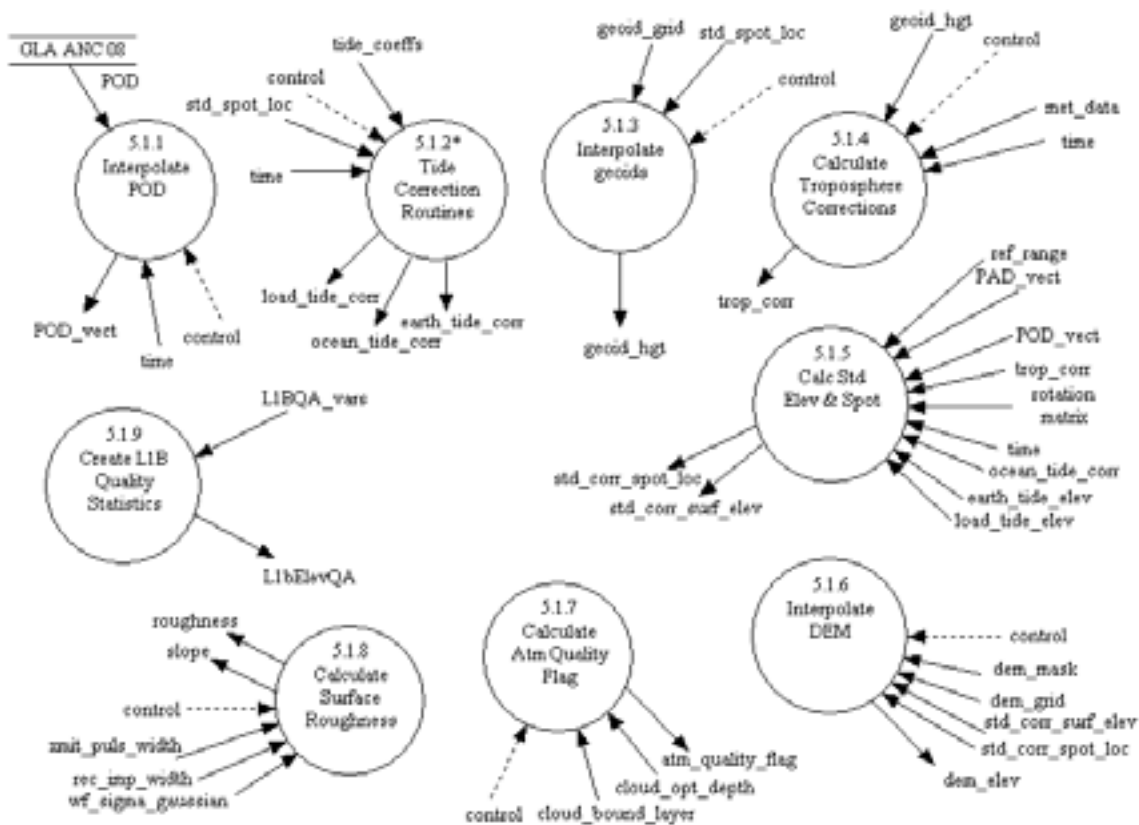 GLA ANC 08
POD
5.1.1
Interpolate
POD
POD_vect
time
control
tide_coeffs
control
std_spot_loc
time
5.1.2*
Tide
Correction
Routines
load_tide_corr
ocean_tide_corr
earth_tide_corr
geoid_grid
std_spot_loc
control
5.1.3
Interpolate
geoids
geoid_hgt
geoid_hgt
control
met_data
time
5.1.4
Calculate
Troposphere
Corrections
trop_corr
ref_range
PAD_vect
POD_vect
trop_corr
rotation
matrix
time
ocean_tide_corr
earth_tide_elev
load_tide_elev
5.1.5
Calc Std
Elev & Spot
std_corr_spot_loc
std_corr_surf_elev
L1BQA_vars
5.1.9
Create L1B
Quality
Statistics
L1bElevQA
roughness
slope
control
xmit_puls_width
rec_imp_width
wf_sigma_gaussian
5.1.8
Calculate
Surface
Roughness
5.1.7
Calculate
Atm Quality
Flag
atm_quality_flag
cloud_opt_depth
cloud_bound_layer
control
5.1.6
Interpolate
DEM
control
dem_mask
dem_grid
std_corr_surf_elev
std_corr_spot_loc
dem_elev